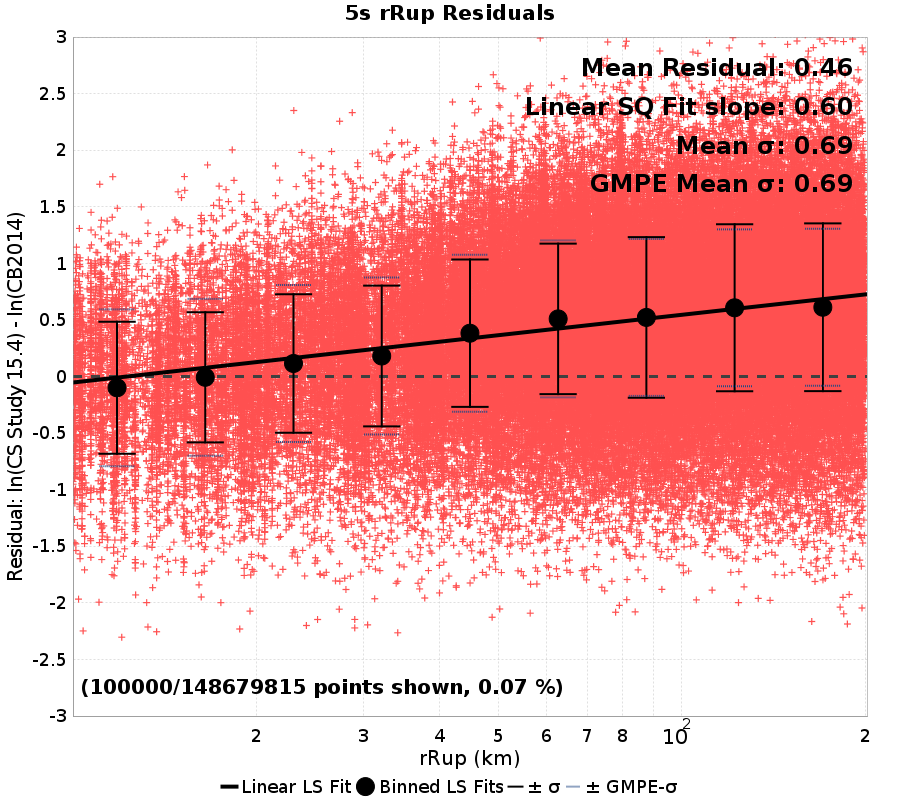 5s rRup Residuals
Mean Residual: 0.46
Linear SQ Fit slope: 0.60
Mean σ: 0.69
GMPE Mean σ: 0.69
Residual: ln(CS Study 15.4) - ln(CB2014)
3
2.5
2
1.5
1
0.5
0
-0.5
-1
-1.5
-2
-2.5
-3
(100000/148679815 points shown, 0.07 %)
2 3 4 5 6 7 8 10² 2
rRup (km)
Linear LS Fit Binned LS Fits ± σ ± GMPE-σ